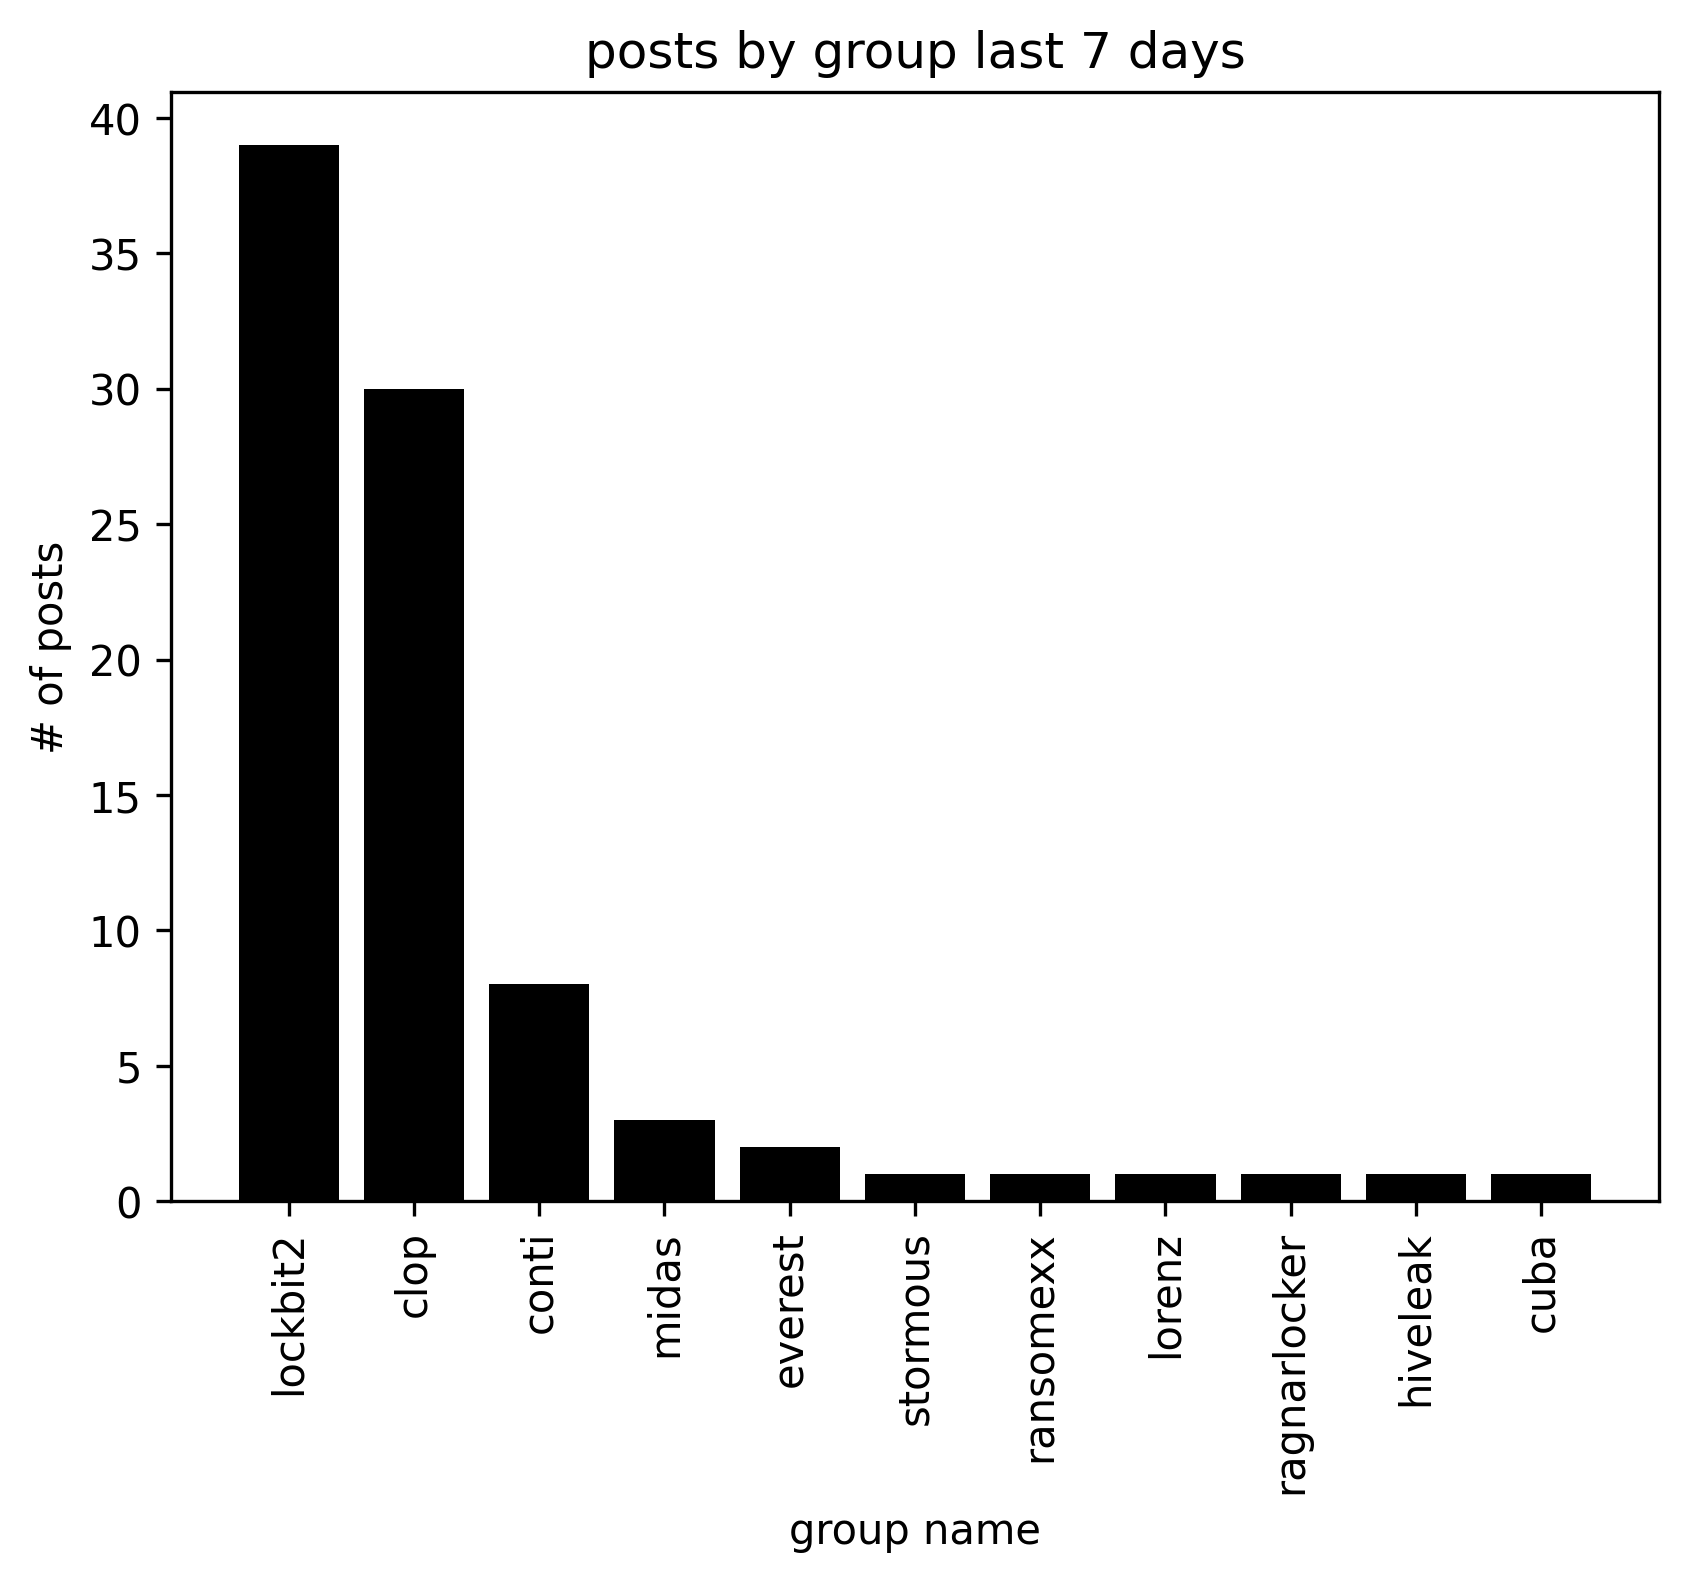 posts by group last 7 days
40
35
30
25
20
15
10
5
0
# of posts
lockbit2
clop
conti
midas
everest
stormous
ransomexx
lorenz
ragnarlocker
hiveleak
cuba
group name